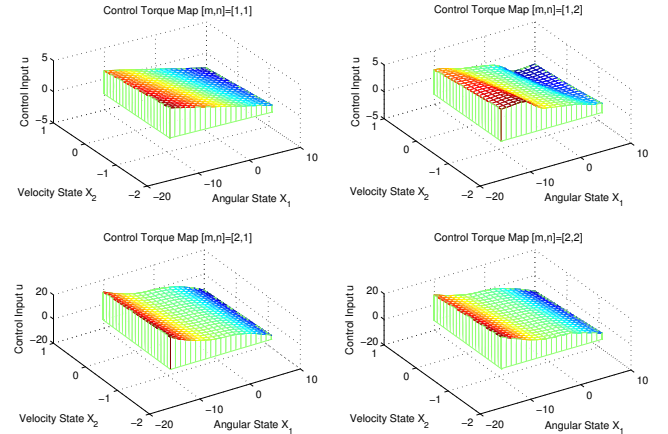 Control Torque Map [m,n]=[1,1]
5
0
−5
Control Input u
1
0
−1
−2
Velocity State X2
−20
−10
0
10
Angular State X1
Control Torque Map [m,n]=[1,2]
5
0
−5
Control Input u
1
0
−1
−2
Velocity State X2
−20
−10
0
10
Angular State X1
Control Torque Map [m,n]=[2,1]
20
0
−20
Control Input u
1
0
−1
−2
Velocity State X2
−20
−10
0
10
Angular State X1
Control Torque Map [m,n]=[2,2]
20
0
−20
Control Input u
1
0
−1
−2
Velocity State X2
−20
−10
0
10
Angular State X1